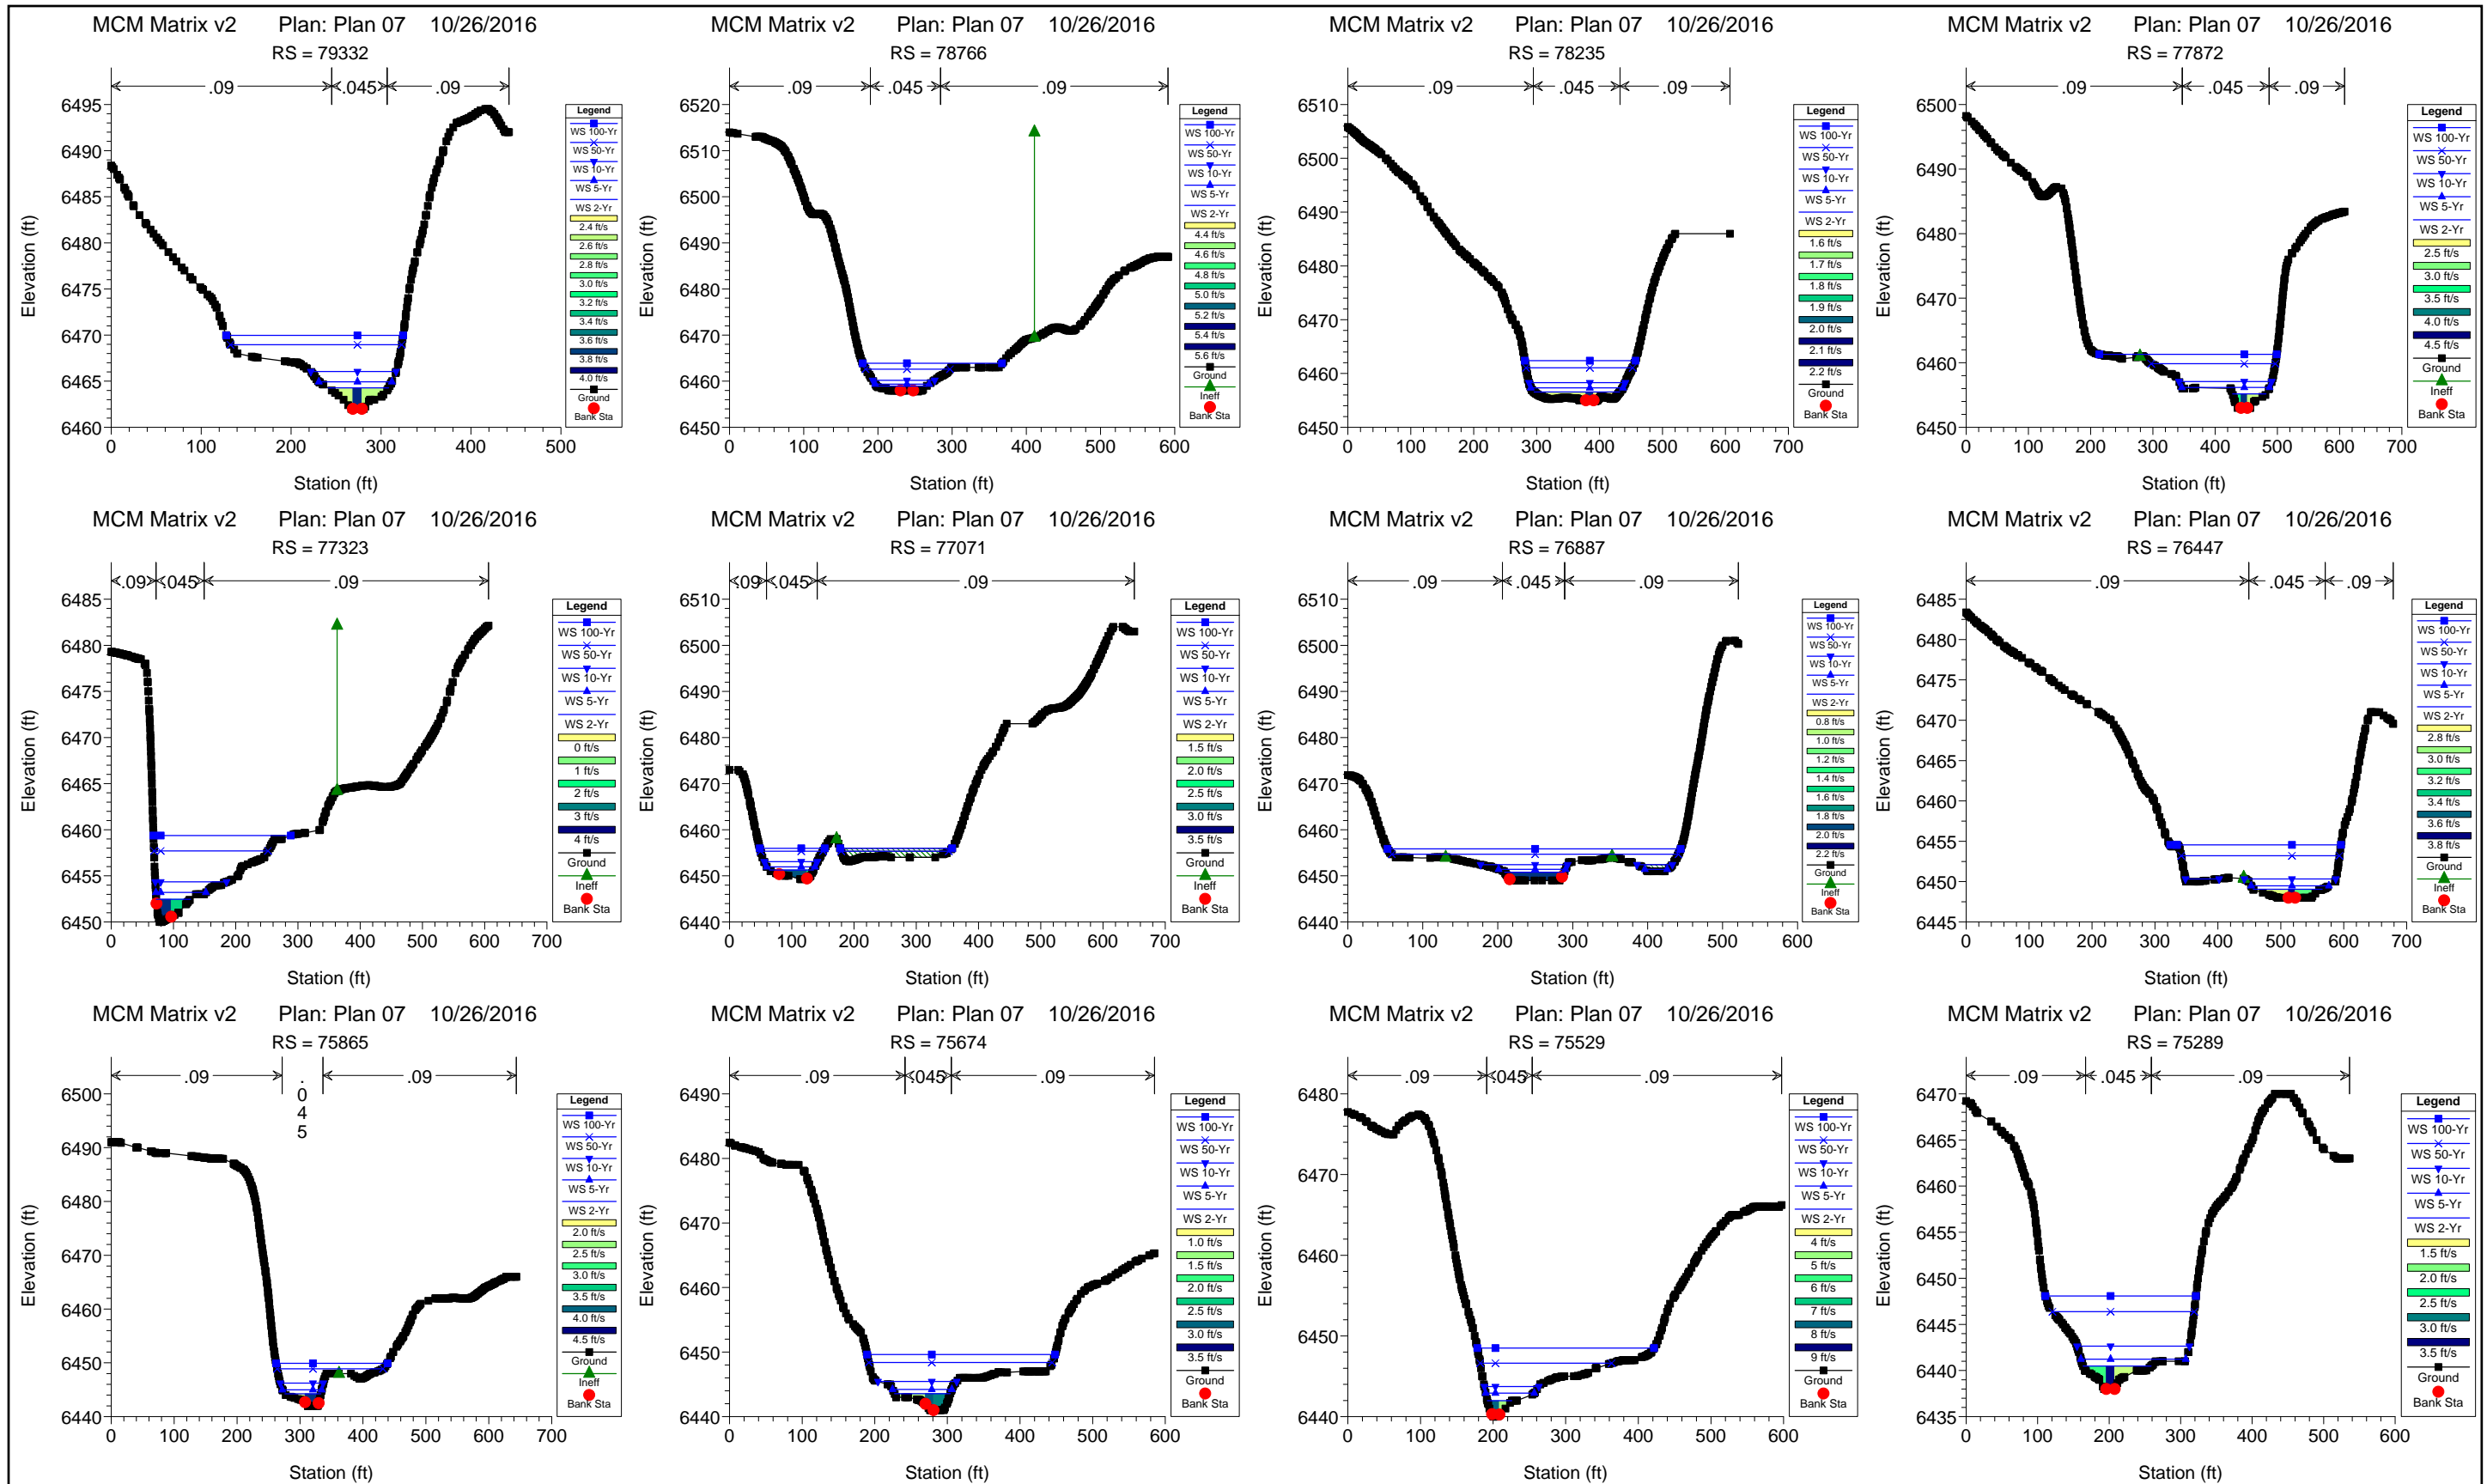 MCM Matrix v2 Plan: Plan 07 10/26/2016
RS = 79332
.09 .045 .09
Elevation (ft)
6495
6490
6485
6480
6475
6470
6465
6460
0 100 200 300 400 500
Station (ft)
Legend
WS 100-Yr
WS 50-Yr
WS 10-Yr
WS 5-Yr
WS 2-Yr
2.4 ft/s
2.6 ft/s
2.8 ft/s
3.0 ft/s
3.2 ft/s
3.4 ft/s
3.6 ft/s
3.8 ft/s
4.0 ft/s
Ground
Bank Sta
MCM Matrix v2 Plan: Plan 07 10/26/2016
RS = 78766
.09 .045 .09
Elevation (ft)
6520
6510
6500
6490
6480
6470
6460
6450
0 100 200 300 400 500 600
Station (ft)
Legend
WS 100-Yr
WS 50-Yr
WS 10-Yr
WS 5-Yr
WS 2-Yr
4.4 ft/s
4.6 ft/s
4.8 ft/s
5.0 ft/s
5.2 ft/s
5.4 ft/s
5.6 ft/s
Ground
Ineff
Bank Sta
MCM Matrix v2 Plan: Plan 07 10/26/2016
RS = 78235
.09 .045 .09
Elevation (ft)
6510
6500
6490
6480
6470
6460
6450
0 100 200 300 400 500 600 700
Station (ft)
Legend
WS 100-Yr
WS 50-Yr
WS 10-Yr
WS 5-Yr
WS 2-Yr
1.6 ft/s
1.7 ft/s
1.8 ft/s
1.9 ft/s
2.0 ft/s
2.1 ft/s
2.2 ft/s
Ground
Bank Sta
MCM Matrix v2 Plan: Plan 07 10/26/2016
RS = 77872
.09 .045 .09
Elevation (ft)
6500
6490
6480
6470
6460
6450
0 100 200 300 400 500 600 700
Station (ft)
Legend
WS 100-Yr
WS 50-Yr
WS 10-Yr
WS 5-Yr
WS 2-Yr
2.5 ft/s
3.0 ft/s
3.5 ft/s
4.0 ft/s
4.5 ft/s
Ground
Ineff
Bank Sta
MCM Matrix v2 Plan: Plan 07 10/26/2016
RS = 77323
.09 .045 .09
Elevation (ft)
6485
6480
6475
6470
6465
6460
6455
6450
0 100 200 300 400 500 600 700
Station (ft)
Legend
WS 100-Yr
WS 50-Yr
WS 10-Yr
WS 5-Yr
WS 2-Yr
0 ft/s
1 ft/s
2 ft/s
3 ft/s
4 ft/s
Ground
Ineff
Bank Sta
MCM Matrix v2 Plan: Plan 07 10/26/2016
RS = 77071
.09 .045 .09
Elevation (ft)
6510
6500
6490
6480
6470
6460
6450
6440
0 100 200 300 400 500 600 700
Station (ft)
Legend
WS 100-Yr
WS 50-Yr
WS 10-Yr
WS 5-Yr
WS 2-Yr
1.5 ft/s
2.0 ft/s
2.5 ft/s
3.0 ft/s
3.5 ft/s
Ground
Ineff
Bank Sta
MCM Matrix v2 Plan: Plan 07 10/26/2016
RS = 76887
.09 .045 .09
Elevation (ft)
6510
6500
6490
6480
6470
6460
6450
6440
0 100 200 300 400 500 600
Station (ft)
Legend
WS 100-Yr
WS 50-Yr
WS 10-Yr
WS 5-Yr
WS 2-Yr
0.8 ft/s
1.0 ft/s
1.2 ft/s
1.4 ft/s
1.6 ft/s
1.8 ft/s
2.0 ft/s
2.2 ft/s
Ground
Ineff
Bank Sta
MCM Matrix v2 Plan: Plan 07 10/26/2016
RS = 76447
.09 .045 .09
Elevation (ft)
6485
6480
6475
6470
6465
6460
6455
6450
6445
0 100 200 300 400 500 600 700
Station (ft)
Legend
WS 100-Yr
WS 50-Yr
WS 10-Yr
WS 5-Yr
WS 2-Yr
2.8 ft/s
3.0 ft/s
3.2 ft/s
3.4 ft/s
3.6 ft/s
3.8 ft/s
Ground
Ineff
Bank Sta
MCM Matrix v2 Plan: Plan 07 10/26/2016
RS = 75865
.09 .045 .09
Elevation (ft)
6500
6490
6480
6470
6460
6450
6440
0 100 200 300 400 500 600 700
Station (ft)
Legend
WS 100-Yr
WS 50-Yr
WS 10-Yr
WS 5-Yr
WS 2-Yr
2.0 ft/s
2.5 ft/s
3.0 ft/s
3.5 ft/s
4.0 ft/s
4.5 ft/s
Ground
Ineff
Bank Sta
MCM Matrix v2 Plan: Plan 07 10/26/2016
RS = 75674
.09 .045 .09
Elevation (ft)
6490
6480
6470
6460
6450
6440
0 100 200 300 400 500 600
Station (ft)
Legend
WS 100-Yr
WS 50-Yr
WS 10-Yr
WS 5-Yr
WS 2-Yr
1.0 ft/s
1.5 ft/s
2.0 ft/s
2.5 ft/s
3.0 ft/s
3.5 ft/s
Ground
Bank Sta
MCM Matrix v2 Plan: Plan 07 10/26/2016
RS = 75529
.09 .045 .09
Elevation (ft)
6480
6470
6460
6450
6440
0 100 200 300 400 500 600
Station (ft)
Legend
WS 100-Yr
WS 50-Yr
WS 10-Yr
WS 5-Yr
WS 2-Yr
4 ft/s
5 ft/s
6 ft/s
7 ft/s
8 ft/s
9 ft/s
Ground
Bank Sta
MCM Matrix v2 Plan: Plan 07 10/26/2016
RS = 75289
.09 .045 .09
Elevation (ft)
6470
6465
6460
6455
6450
6445
6440
6435
0 100 200 300 400 500 600
Station (ft)
Legend
WS 100-Yr
WS 50-Yr
WS 10-Yr
WS 5-Yr
WS 2-Yr
1.5 ft/s
2.0 ft/s
2.5 ft/s
3.0 ft/s
3.5 ft/s
Ground
Bank Sta